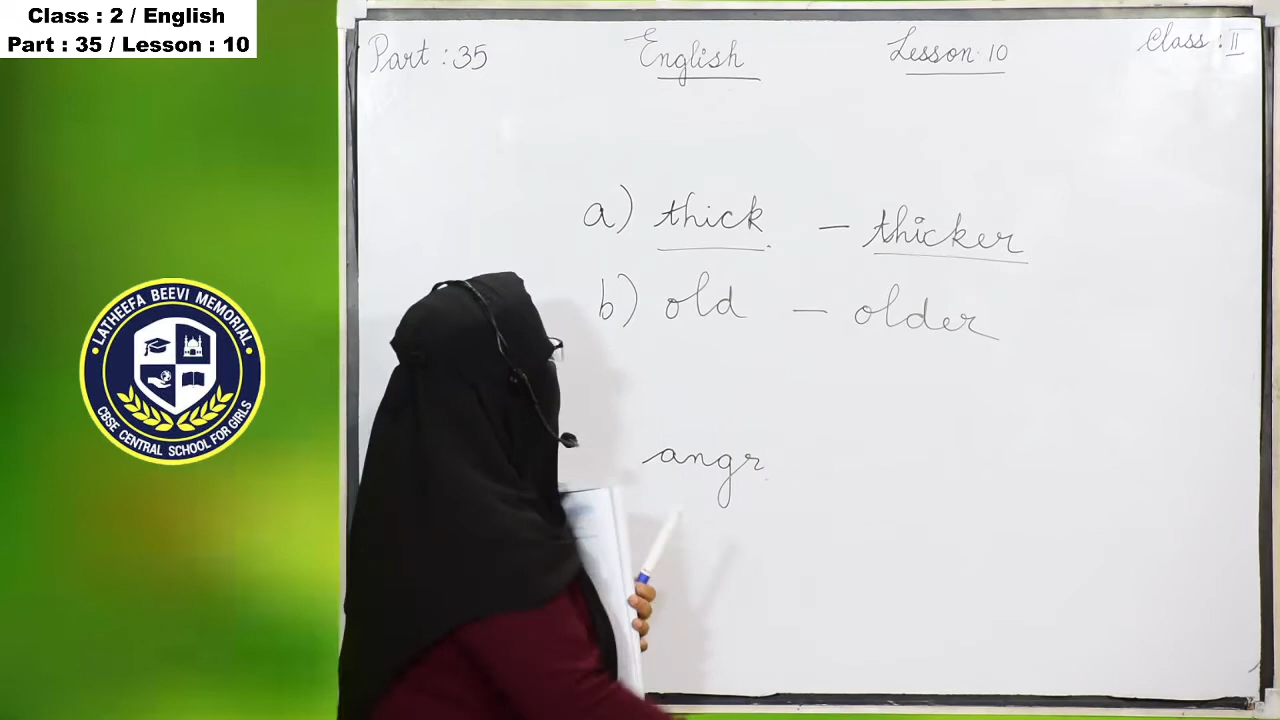 Class : 2 / English
Part : 35 / Lesson : 10
Part : 35 English Lesson 10 Class : II
a) thick - thicker
b) old - older
angr
LATHEEFA BEEVI MEMORIAL
CBSE CENTRAL SCHOOL FOR GIRLS